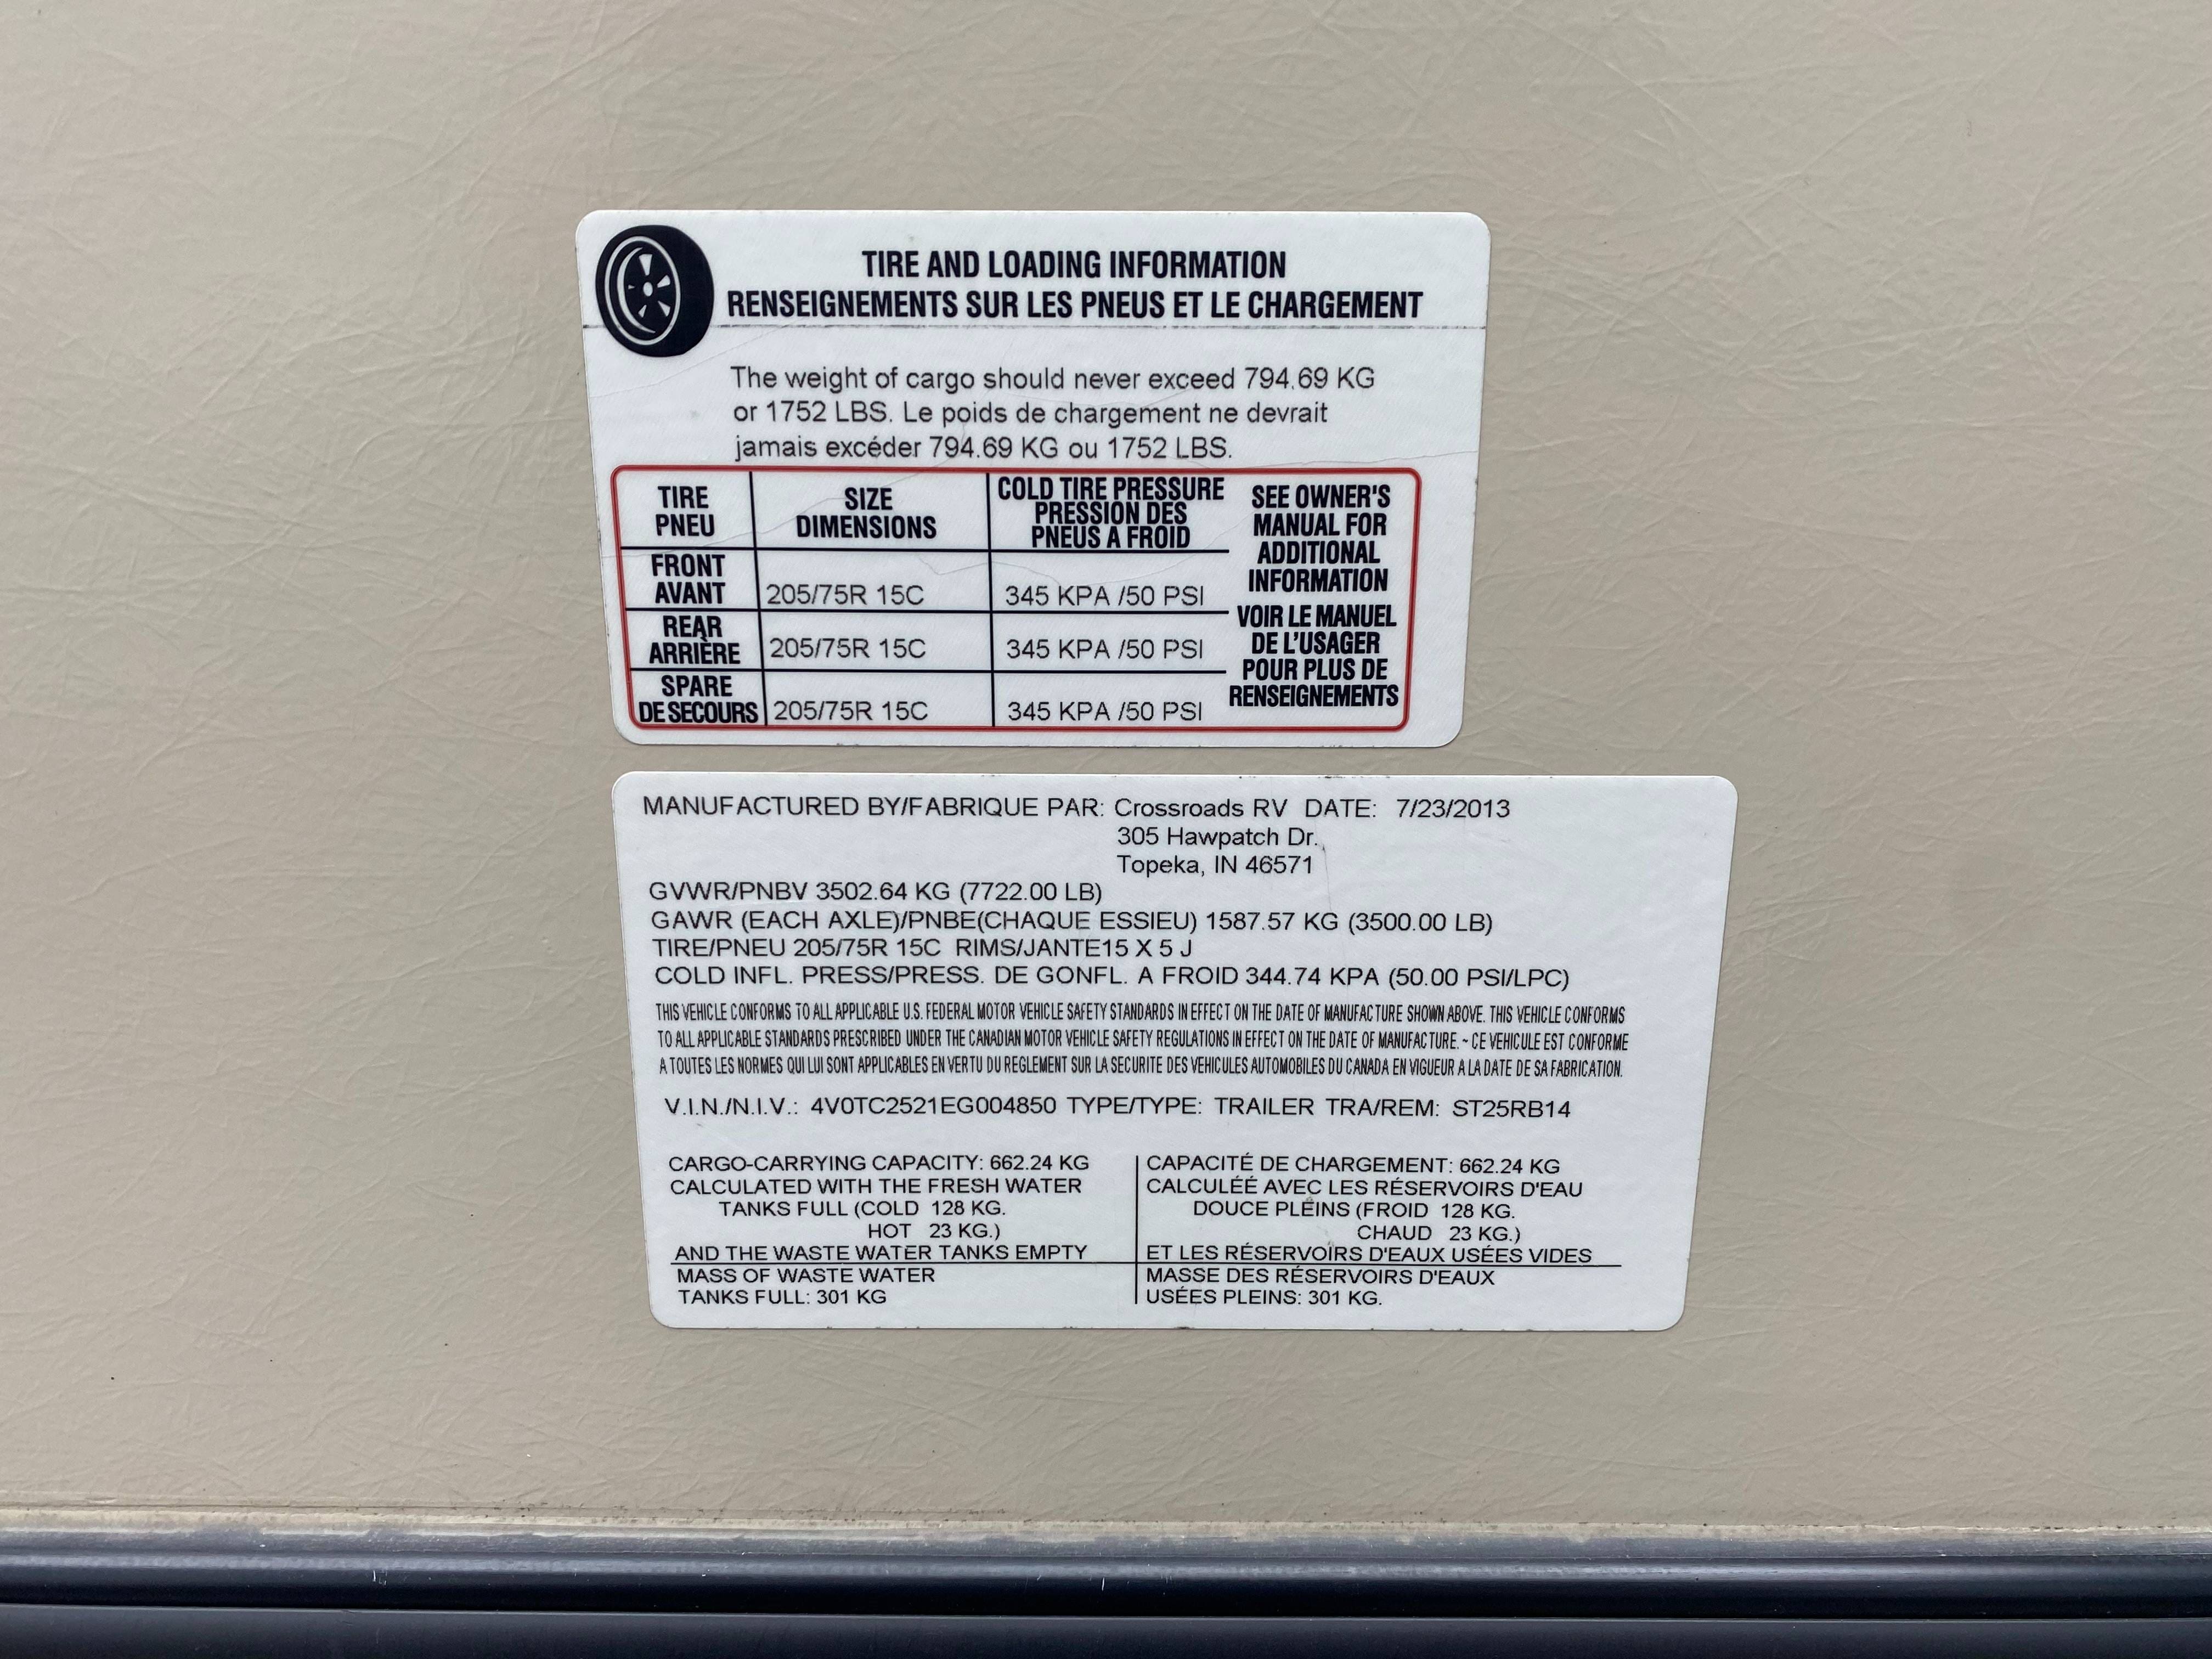 TIRE AND LOADING INFORMATION
RENSEIGNEMENTS SUR LES PNEUS ET LE CHARGEMENT
The weight of cargo should never exceed 794.69 KG
or 1752 LBS. Le poids de chargement ne devrait
jamais excéder 794.69 KG ou 1752 LBS.
TIRE
PNEU
SIZE
DIMENSIONS
COLD TIRE PRESSURE
PRESSION DES
PNEUS A FROID
FRONT
AVANT
205/75R 15C
345 KPA /50 PSI
REAR
ARRIÈRE
205/75R 15C
345 KPA /50 PSI
SPARE
DE SECOURS
205/75R 15C
345 KPA /50 PSI
SEE OWNER'S
MANUAL FOR
ADDITIONAL
INFORMATION
VOIR LE MANUEL
DE L'USAGER
POUR PLUS DE
RENSEIGNEMENTS
MANUFACTURED BY/FABRIQUE PAR: Crossroads RV DATE: 7/23/2013
305 Hawpatch Dr.
Topeka, IN 46571
GVWR/PNBV 3502.64 KG (7722.00 LB)
GAWR (EACH AXLE)/PNBE(CHAQUE ESSIEU) 1587.57 KG (3500.00 LB)
TIRE/PNEU 205/75R 15C RIMS/JANTE15 X 5 J
COLD INFL. PRESS/PRESS. DE GONFL. A FROID 344.74 KPA (50.00 PSI/LPC)
THIS VEHICLE CONFORMS TO ALL APPLICABLE U.S. FEDERAL MOTOR VEHICLE SAFETY STANDARDS IN EFFECT ON THE DATE OF MANUFACTURE SHOWN ABOVE. THIS VEHICLE CONFORMS
TO ALL APPLICABLE STANDARDS PRESCRIBED UNDER THE CANADIAN MOTOR VEHICLE SAFETY REGULATIONS IN EFFECT ON THE DATE OF MANUFACTURE. ~ CE VEHICULE EST CONFORME
A TOUTES LES NORMES QUI LUI SONT APPLICABLES EN VERTU DU REGLEMENT SUR LA SECURITE DES VEHICULES AUTOMOBILES DU CANADA EN VIGUEUR A LA DATE DE SA FABRICATION.
V.I.N./N.I.V.: 4V0TC2521EG004850 TYPE/TYPE: TRAILER TRA/REM: ST25RB14
CARGO-CARRYING CAPACITY: 662.24 KG
CALCULATED WITH THE FRESH WATER
TANKS FULL (COLD 128 KG.
HOT 23 KG.)
AND THE WASTE WATER TANKS EMPTY
MASS OF WASTE WATER
TANKS FULL: 301 KG
CAPACITÉ DE CHARGEMENT: 662.24 KG
CALCULÉÉ AVEC LES RÉSERVOIRS D'EAU
DOUCE PLEINS (FROID 128 KG.
CHAUD 23 KG.)
ET LES RÉSERVOIRS D'EAUX USÉES VIDES
MASSE DES RÉSERVOIRS D'EAUX
USÉES PLEINS: 301 KG.